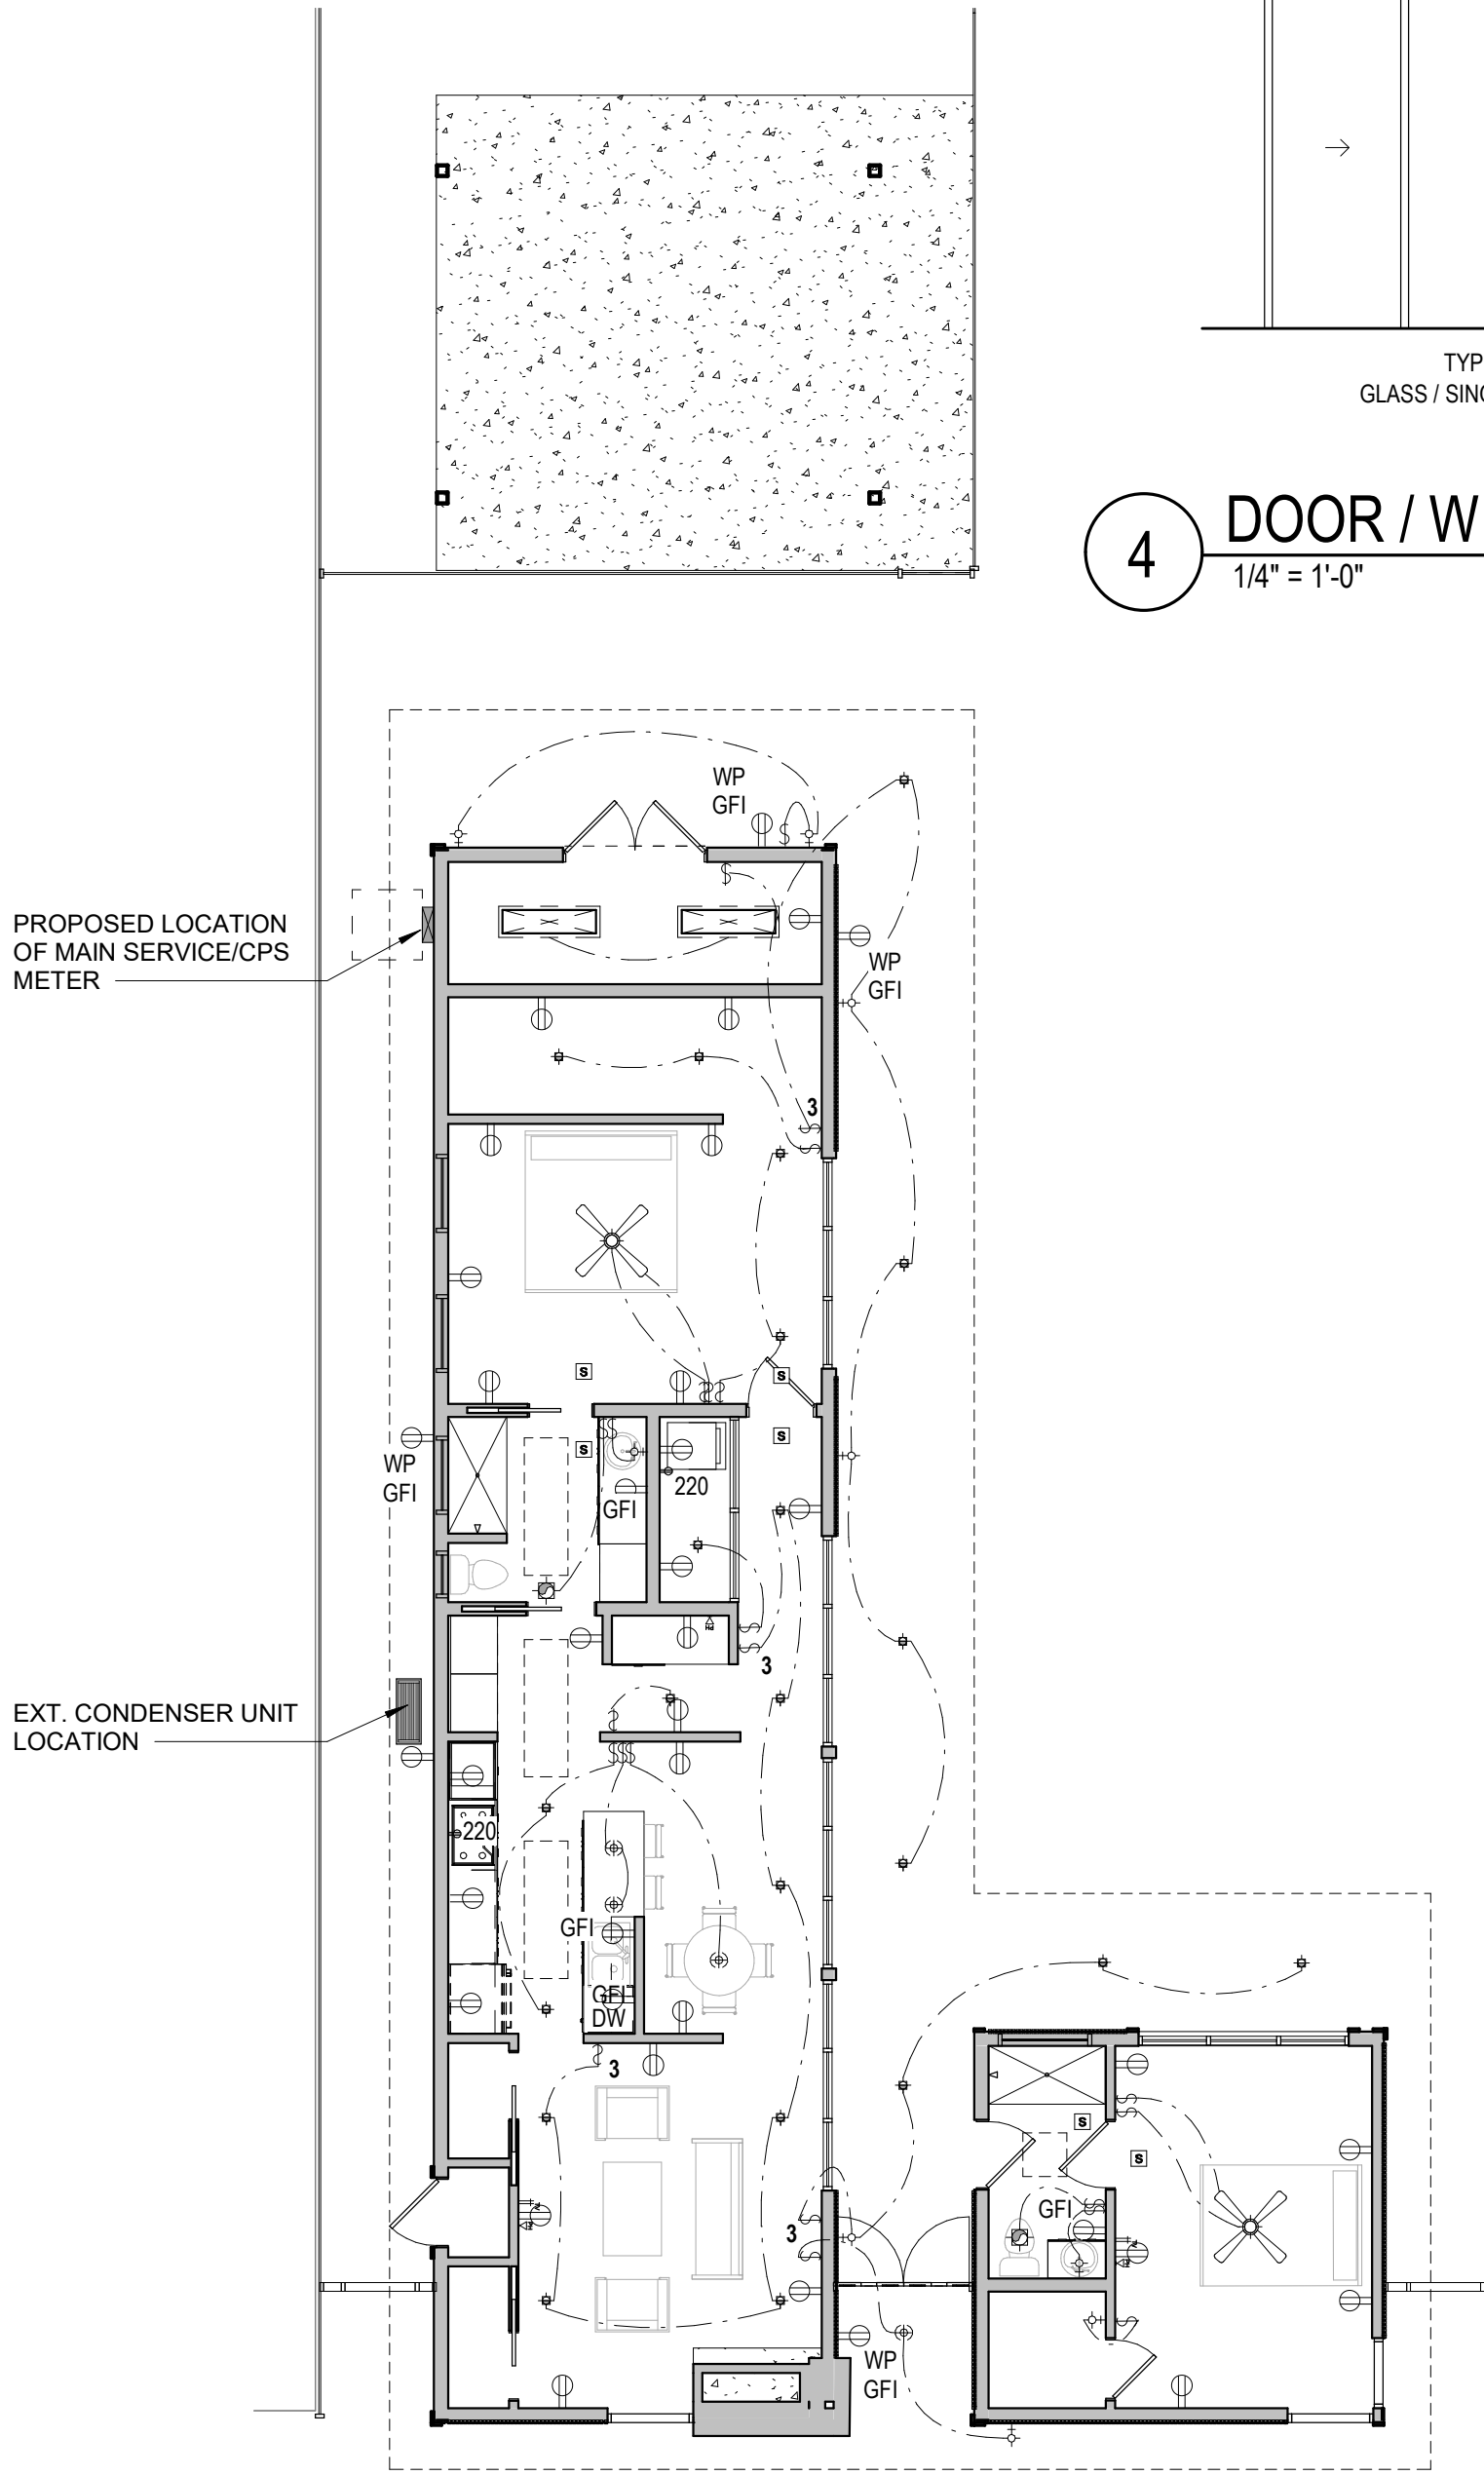 TYP
GLASS / SING
4
DOOR / W
1/4" = 1'-0"
WP
GFI
PROPOSED LOCATION
OF MAIN SERVICE/CPS
METER
WP
GFI
3
S
S
S
S
WP
GFI
220
GFI
3
EXT. CONDENSER UNIT
LOCATION
220
GFI
GFI
DW
3
S
S
GFI
3
WP
GFI